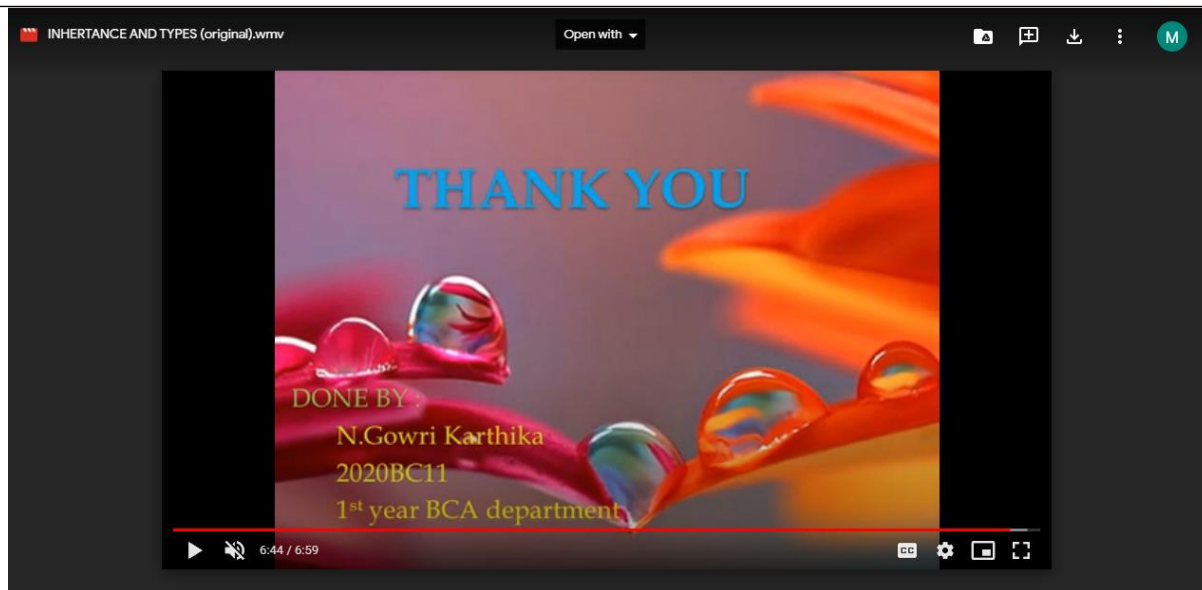 INHERTANCE AND TYPES (original).wmv
Open with
M
THANK YOU
DONE BY :
N.Gowri Karthika
2020BC11
1st year BCA department
6:44 / 6:59
CC